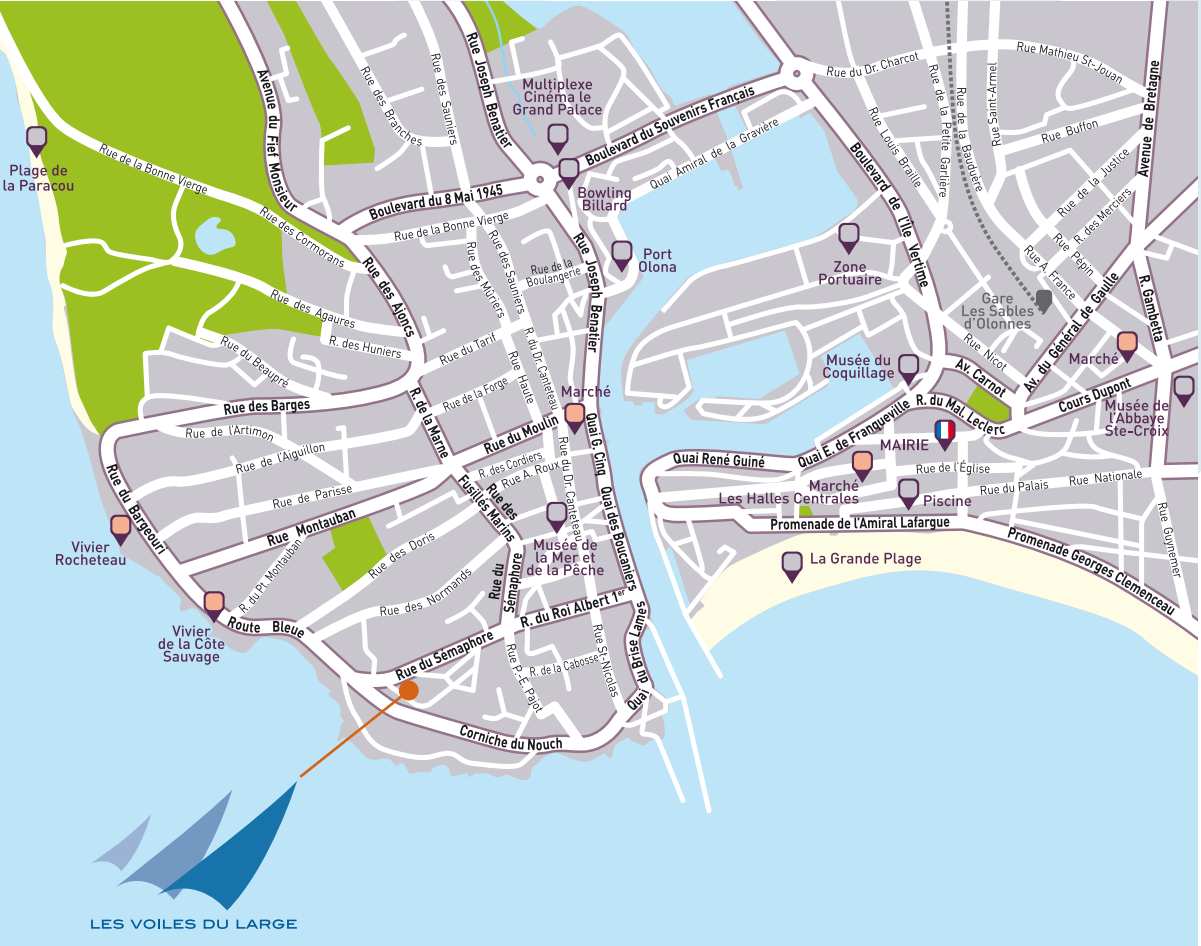 Avenue du Fief Monsieur
Rue des Branches
Rue des Sauniers
Rue Joseph Benatier
Multiplexe
Cinéma le
Grand Palace
Boulevard du Souvenirs Français
Quai Amiral de la Gravière
Rue du Dr. Charcot
Rue Mathieu St-Jouan
Rue Saint-Armel
Rue de la Petite Garlière
Rue de la Bauduère
Rue Louis Braille
Rue Buffon
Avenue de Bretagne
Rue de la Justice
R. des Merciers
Rue Pépin
Rue A. France
Plage de
la Paracou
Rue de la Bonne Vierge
Rue des Cormorans
Boulevard du 8 Mai 1945
Bowling
Billard
Rue de la Bonne Vierge
Rue des Sauniers
Rue des Mûriers
Rue de la
Boulangerie
Rue Joseph Benatier
Port
Olona
Boulevard de l'Île Vertime
Zone
Portuaire
Gare
Les Sables
d'Olonnes
Av. du Général de Gaulle
R. Gambetta
Rue des Ajoncs
Rue des Agaures
R. des Huniers
Rue du Beaupré
Rue du Tarif
R. du Dr. Canteteau
Rue Haute
Rue de la Forge
Rue Nicot
Av. Carnot
Marché
Musée du
Coquillage
Cours Dupont
Musée de
l'Abbaye
Ste-Croix
Rue des Barges
R. de la Marne
Marché
Rue du Moulin
Quai G Cinq
R. du Mal. Leclerc
Quai E. de Franqueville
MAIRIE
Rue de l'Artimon
Rue de l'Aiguillon
Rue de Parisse
R. des Cordiers
Rue A. Roux
Rue du Dr. Canteteau
Quai René Guiné
Rue de l'Église
Marché
Les Halles Centrales
Piscine
Rue du Palais
Rue Nationale
Rue Guynemer
Rue du Bargeouri
Rue Montauban
Rue des
Fusillés Marins
Quai des Boucaniers
Promenade de l'Amiral Lafargue
Promenade Georges Clemenceau
Vivier
Rocheteau
Rue des Doris
Musée de
la Mer et
de la Pêche
La Grande Plage
R. du Pt. Montauban
Rue des Normands
Rue du
Sémaphore
R. du Roi Albert 1er
Vivier
de la Côte
Sauvage
Route Bleue
Rue du Sémaphore
Rue P.-E. Pajot
R. de la Cabosse
Rue St-Nicolas
Quai du Brise Lames
Corniche du Nouch
LES VOILES DU LARGE